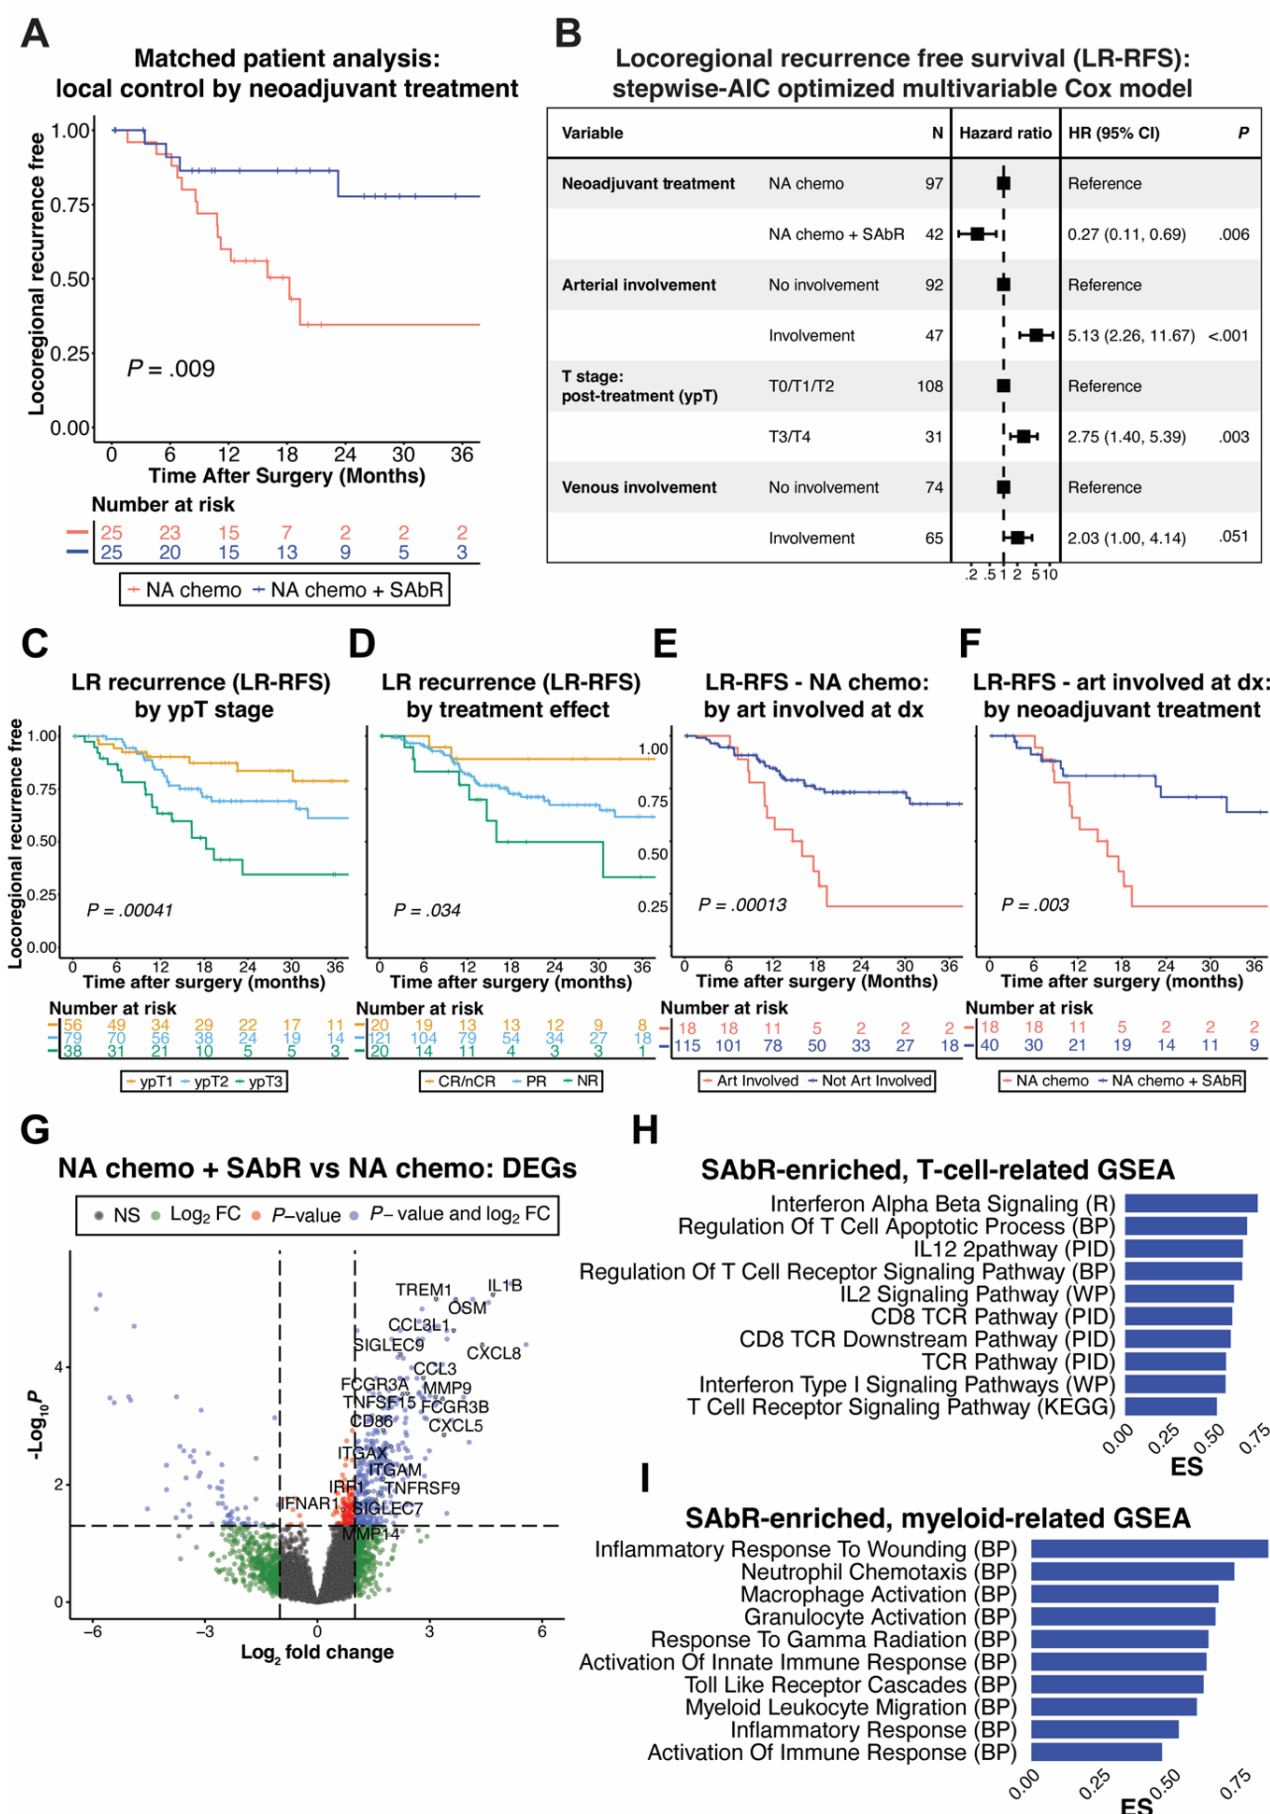 A
Matched patient analysis:
local control by neoadjuvant treatment
Locoregional recurrence free
1.00
0.75
0.50
0.25
0.00
P = .009
0 6 12 18 24 30 36
Time After Surgery (Months)
Number at risk
25 23 15 7 2 2 2
25 20 15 13 9 5 3
NA chemo NA chemo + SAbR
B
Locoregional recurrence free survival (LR-RFS):
stepwise-AIC optimized multivariable Cox model
Variable N Hazard ratio HR (95% CI) P
Neoadjuvant treatment NA chemo 97 Reference
NA chemo + SAbR 42 0.27 (0.11, 0.69) .006
Arterial involvement No involvement 92 Reference
Involvement 47 5.13 (2.26, 11.67) <.001
T stage:
post-treatment (ypT) T0/T1/T2 108 Reference
T3/T4 31 2.75 (1.40, 5.39) .003
Venous involvement No involvement 74 Reference
Involvement 65 2.03 (1.00, 4.14) .051
.2 .5 1 2 5 10
C
LR recurrence (LR-RFS)
by ypT stage
Locoregional recurrence free
1.00
0.75
0.50
0.25
0.00
P = .00041
0 6 12 18 24 30 36
Time after surgery (months)
Number at risk
56 49 34 29 22 17 11
79 70 56 38 24 19 14
38 31 21 10 5 5 3
ypT1 ypT2 ypT3
D
LR recurrence (LR-RFS)
by treatment effect
P = .034
0 6 12 18 24 30 36
Time after surgery (months)
Number at risk
20 19 13 13 12 9 8
121 104 79 54 34 27 18
20 14 11 4 3 3 1
CR/nCR PR NR
E
LR-RFS - NA chemo:
by art involved at dx
1.00
0.75
0.50
0.25
P = .00013
0 6 12 18 24 30 36
Time after surgery (Months)
Number at risk
18 18 11 5 2 2 2
115 101 78 50 33 27 18
Art Involved Not Art Involved
F
LR-RFS - art involved at dx:
by neoadjuvant treatment
P = .003
0 6 12 18 24 30 36
Time after surgery (months)
Number at risk
18 18 11 5 2 2 2
40 30 21 19 14 11 9
NA chemo NA chemo + SAbR
G
NA chemo + SAbR vs NA chemo: DEGs
NS Log2 FC P–value P– value and log2 FC
-Log10P
4
2
0
TREM1 IL1B
OSM
CCL3L1
SIGLEC9
CXCL8
CCL3
FCGR3A MMP9
TNFSF15 FCGR3B
CD86 CXCL5
ITGAX
ITGAM
IRF1 TNFRSF9
IFNAR1 SIGLEC7
MMP14
−6 −3 0 3 6
Log2 fold change
H
SAbR-enriched, T-cell-related GSEA
Interferon Alpha Beta Signaling (R)
Regulation Of T Cell Apoptotic Process (BP)
IL12 2pathway (PID)
Regulation Of T Cell Receptor Signaling Pathway (BP)
IL2 Signaling Pathway (WP)
CD8 TCR Pathway (PID)
CD8 TCR Downstream Pathway (PID)
TCR Pathway (PID)
Interferon Type I Signaling Pathways (WP)
T Cell Receptor Signaling Pathway (KEGG)
0.00 0.25 0.50 0.75
ES
I
SAbR-enriched, myeloid-related GSEA
Inflammatory Response To Wounding (BP)
Neutrophil Chemotaxis (BP)
Macrophage Activation (BP)
Granulocyte Activation (BP)
Response To Gamma Radiation (BP)
Activation Of Innate Immune Response (BP)
Toll Like Receptor Cascades (BP)
Myeloid Leukocyte Migration (BP)
Inflammatory Response (BP)
Activation Of Immune Response (BP)
0.00 0.25 0.50 0.75
ES